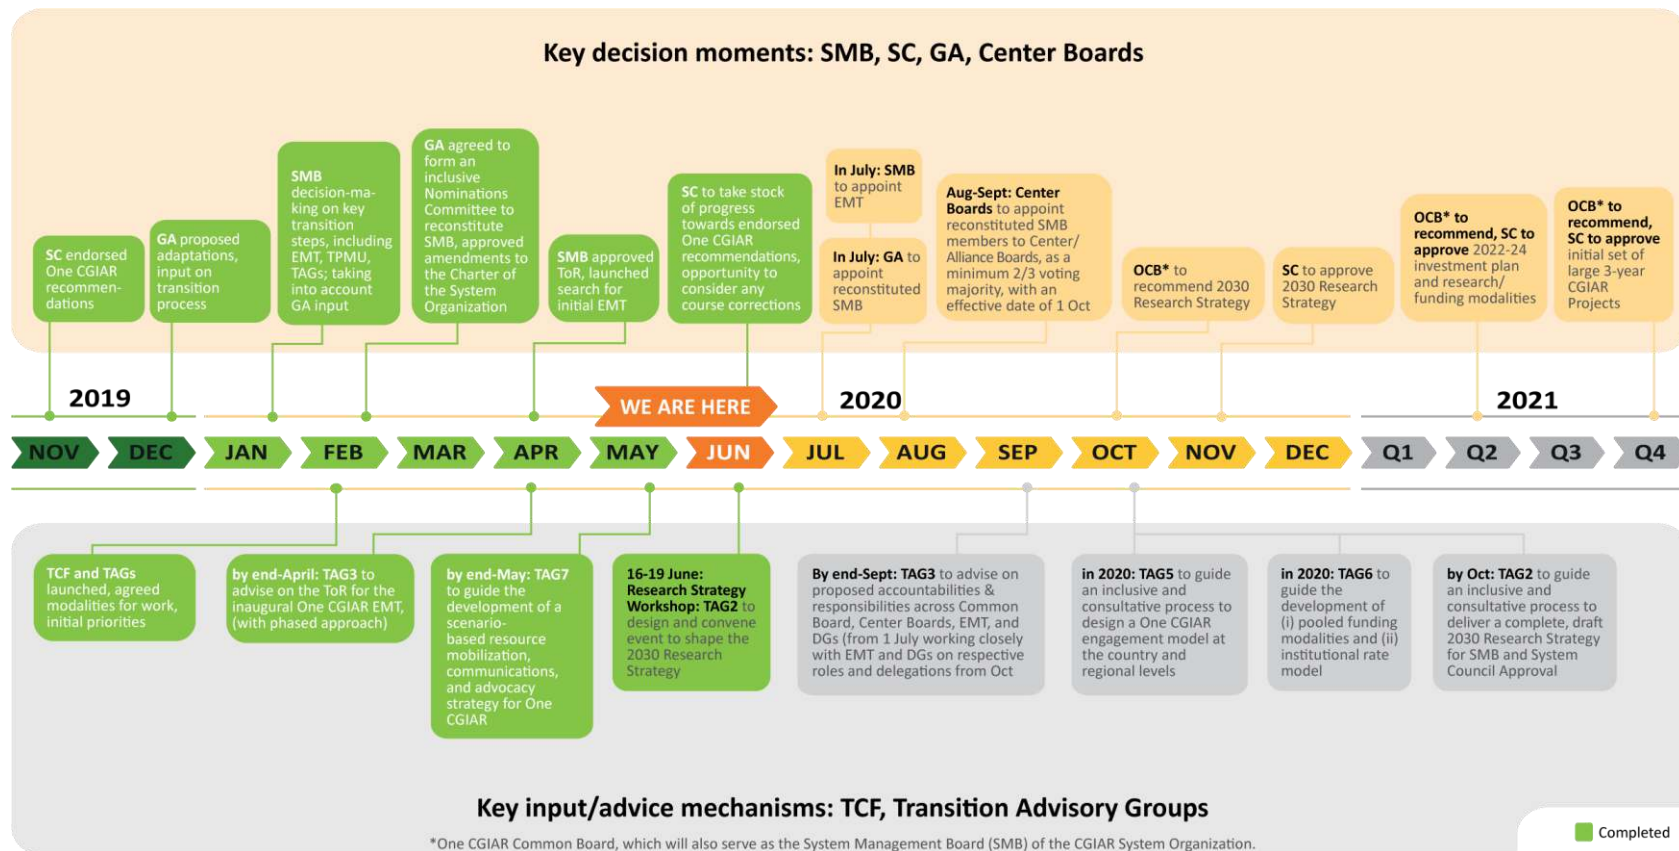 Key decision moments: SMB, SC, GA, Center Boards
SC endorsed
One CGIAR
recommen-
dations
GA proposed
adaptations,
input on
transition
process
SMB
decision-ma-
king on key
transition
steps, including
EMT, TPMU,
TAGs; taking
into account
GA input
GA agreed to
form an
inclusive
Nominations
Committee to
reconstitute
SMB, approved
amendments to
the Charter of
the System
Organization
SMB approved
ToR, launched
search for
initial EMT
SC to take stock
of progress
towards endorsed
One CGIAR
recommendations,
opportunity to
consider any
course corrections
In July: SMB
to appoint
EMT
In July: GA to
appoint
reconstituted
SMB
Aug-Sept: Center
Boards to appoint
reconstituted SMB
members to Center/
Alliance Boards, as a
minimum 2/3 voting
majority, with an
effective date of 1 Oct
OCB* to
recommend 2030
Research Strategy
SC to approve
2030 Research
Strategy
OCB* to
recommend, SC to
approve 2022-24
investment plan
and research/
funding modalities
OCB* to
recommend,
SC to approve
initial set of
large 3-year
CGIAR
Projects
2019
WE ARE HERE
2020
2021
NOV
DEC
JAN
FEB
MAR
APR
MAY
JUN
JUL
AUG
SEP
OCT
NOV
DEC
Q1
Q2
Q3
Q4
TCF and TAGs
launched, agreed
modalities for work,
initial priorities
by end-April: TAG3 to
advise on the ToR for the
inaugural One CGIAR EMT,
(with phased approach)
by end-May: TAG7
to guide the
development of a
scenario-
based resource
mobilization,
communications,
and advocacy
strategy for One
CGIAR
16-19 June:
Research Strategy
Workshop: TAG2 to
design and convene
event to shape the
2030 Research
Strategy
By end-Sept: TAG3 to advise on
proposed accountabilities &
responsibilities across Common
Board, Center Boards, EMT, and
DGs (from 1 July working closely
with EMT and DGs on respective
roles and delegations from Oct
in 2020: TAG5 to guide
an inclusive and
consultative process to
design a One CGIAR
engagement model at
the country and
regional levels
in 2020: TAG6 to
guide the
development of
(i) pooled funding
modalities and (ii)
institutional rate
model
by Oct: TAG2 to guide
an inclusive and
consultative process to
deliver a complete, draft
2030 Research Strategy
for SMB and System
Council Approval
Key input/advice mechanisms: TCF, Transition Advisory Groups
*One CGIAR Common Board, which will also serve as the System Management Board (SMB) of the CGIAR System Organization.
Completed